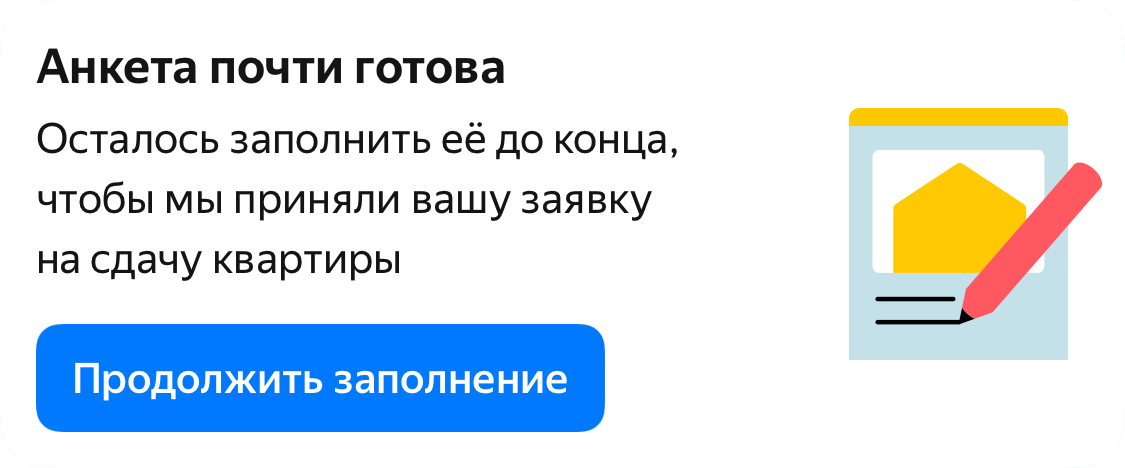 Анкета почти готова
Осталось заполнить её до конца,
чтобы мы приняли вашу заявку
на сдачу квартиры
Продолжить заполнение